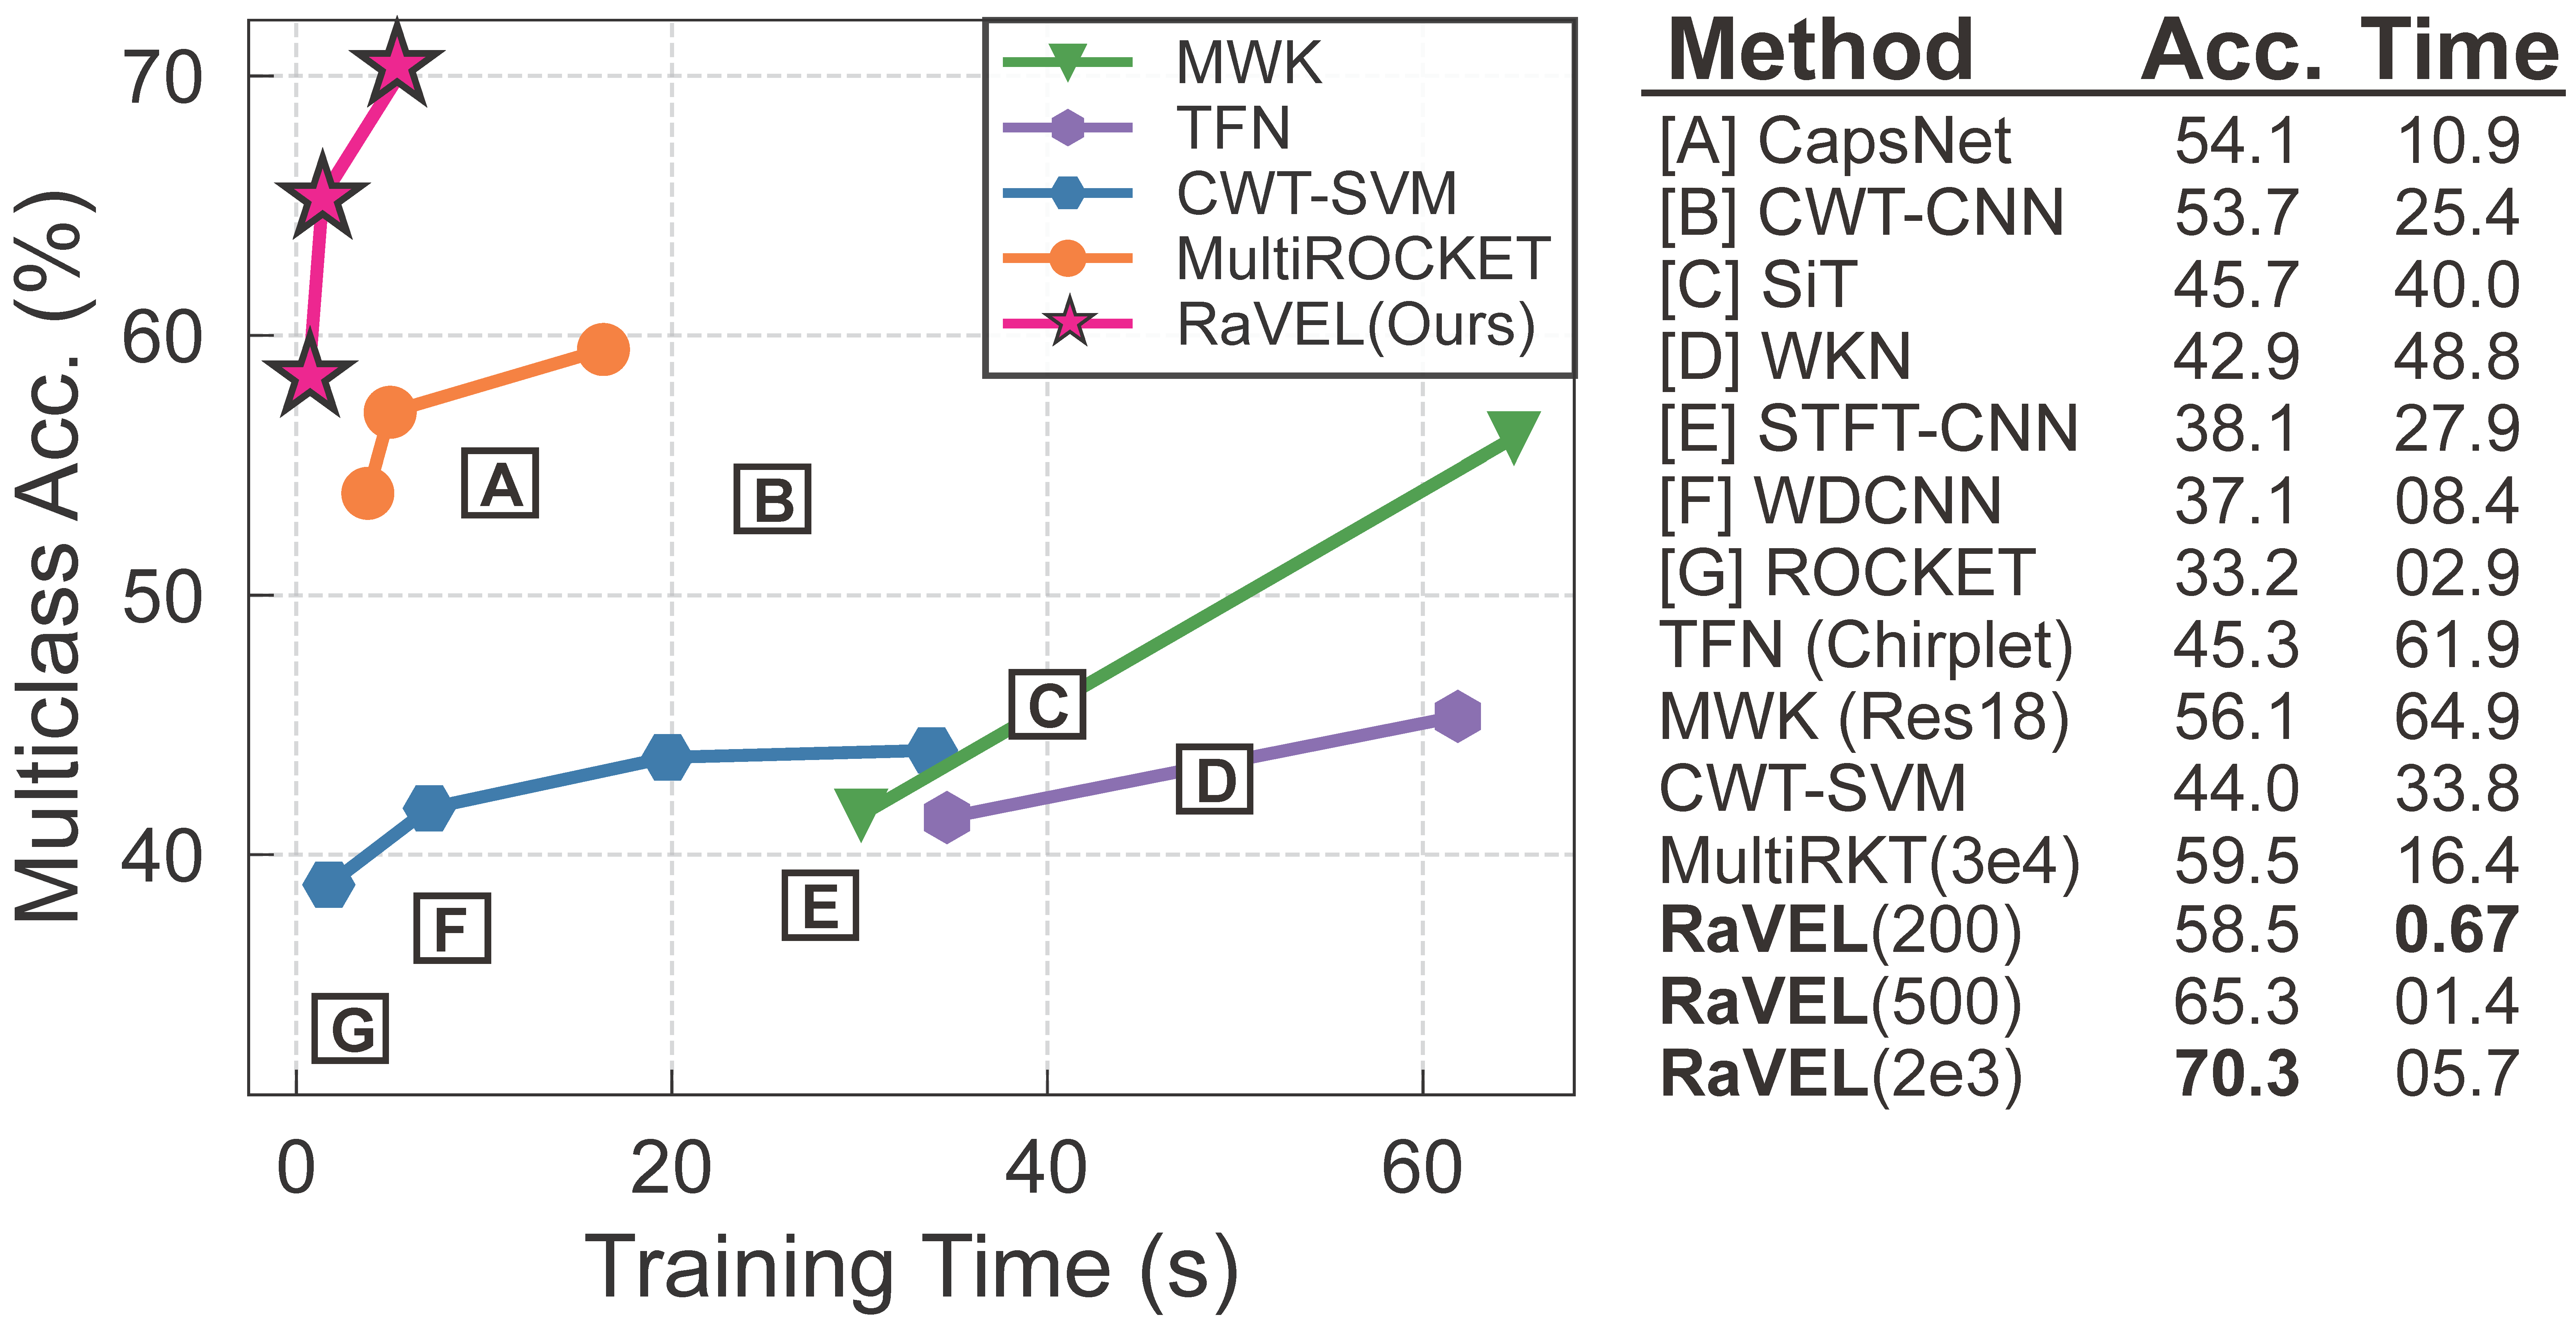 Multiclass Acc. (%)
70
60
50
40
0 20 40 60
Training Time (s)
MWK
TFN
CWT-SVM
MultiROCKET
RaVEL(Ours)
A
B
C
D
E
F
G
Method Acc. Time
[A] CapsNet 54.1 10.9
[B] CWT-CNN 53.7 25.4
[C] SiT 45.7 40.0
[D] WKN 42.9 48.8
[E] STFT-CNN 38.1 27.9
[F] WDCNN 37.1 08.4
[G] ROCKET 33.2 02.9
TFN (Chirplet) 45.3 61.9
MWK (Res18) 56.1 64.9
CWT-SVM 44.0 33.8
MultiRKT(3e4) 59.5 16.4
RaVEL(200) 58.5 0.67
RaVEL(500) 65.3 01.4
RaVEL(2e3) 70.3 05.7